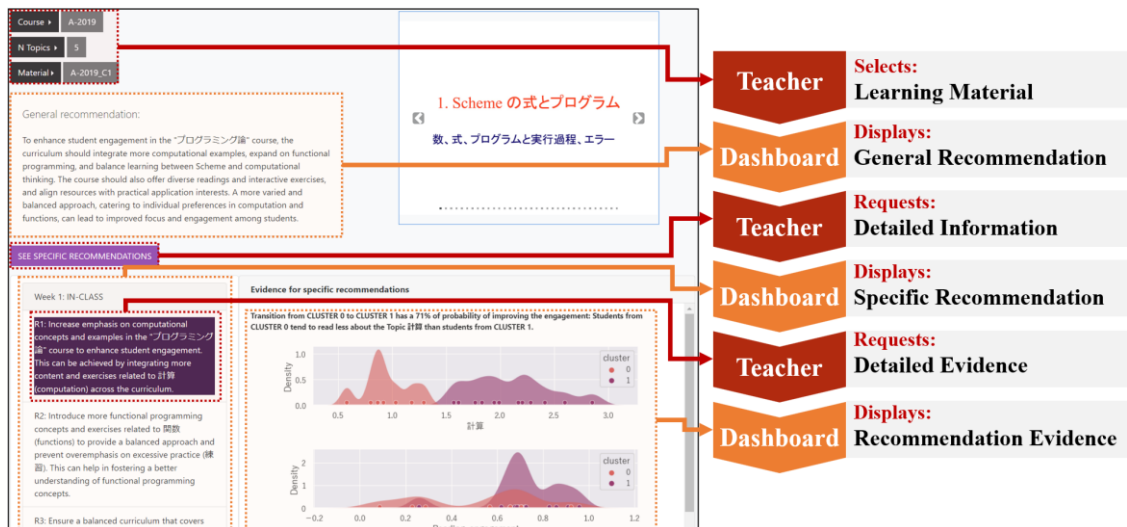 Course ▸ A-2019
N Topics ▸ 5
Material ▸ A-2019_C1
General recommendation:
To enhance student engagement in the "プログラミング論" course, the
curriculum should integrate more computational examples, expand on functional
programming, and balance learning between Scheme and computational
thinking. The course should also offer diverse readings and interactive exercises,
and align resources with practical application interests. A more varied and
balanced approach, catering to individual preferences in computation and
functions, can lead to improved focus and engagement among students.
1. Scheme の式とプログラム
数、式、プログラムと実行過程、エラー
SEE SPECIFIC RECOMMENDATIONS
Week 1: IN-CLASS
R1: Increase emphasis on computational
concepts and examples in the "プログラミング
論" course to enhance student engagement.
This can be achieved by integrating more
content and exercises related to 計算
(computation) across the curriculum.
R2: Introduce more functional programming
concepts and exercises related to 関数
(functions) to provide a balanced approach and
prevent overemphasis on excessive practice (練
習). This can help in fostering a better
understanding of functional programming
concepts.
R3: Ensure a balanced curriculum that covers
Evidence for specific recommendations
Transition from CLUSTER 0 to CLUSTER 1 has a 71% of probability of improving the engagement: Students from
CLUSTER 0 tend to read less about the Topic 計算 than students from CLUSTER 1.
Density
1.0
0.5
0.0
0.5 1.0 1.5 2.0 2.5 3.0
計算
cluster
0
1
Density
2
1
0
−0.2 0.0 0.2 0.4 0.6 0.8 1.0 1.2
cluster
0
1
Teacher
Selects:
Learning Material
Dashboard
Displays:
General Recommendation
Teacher
Requests:
Detailed Information
Dashboard
Displays:
Specific Recommendation
Teacher
Requests:
Detailed Evidence
Dashboard
Displays:
Recommendation Evidence